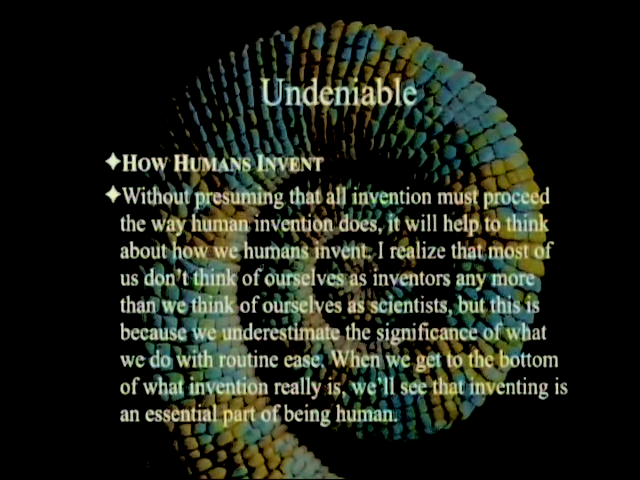 Undeniable
✦HOW HUMANS INVENT
✦Without presuming that all invention must proceed
the way human invention does, it will help to think
about how we humans invent. I realize that most of
us don't think of ourselves as inventors any more
than we think of ourselves as scientists, but this is
because we underestimate the significance of what
we do with routine ease. When we get to the bottom
of what invention really is, we'll see that inventing is
an essential part of being human.